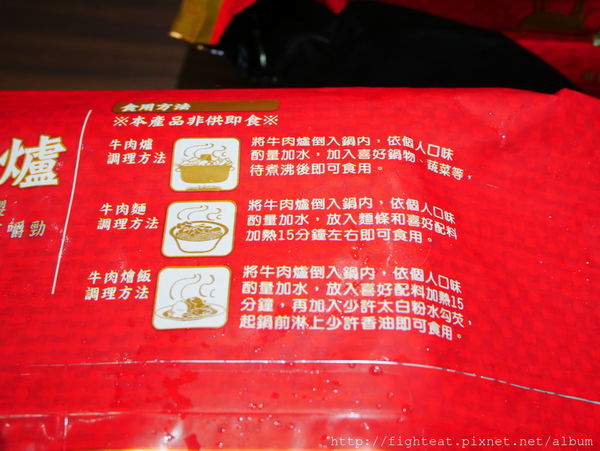 食用方法
※本產品非供即食※
牛肉爐
調理方法
將牛肉爐倒入鍋內，依個人口味
酌量加水，加入喜好鍋物、蔬菜等，
待煮沸後即可食用。
牛肉麵
調理方法
將牛肉爐倒入鍋內，依個人口味
酌量加水，放入麵條和喜好配料
加熱15分鐘左右即可食用。
牛肉燴飯
調理方法
將牛肉爐倒入鍋內，依個人口味
酌量加水，放入喜好配料加熱15
分鐘，再加入少許太白粉水勾芡，
起鍋前淋上少許香油即可食用。
爐
嚼勁
http://fighteat.pixnet.net/album